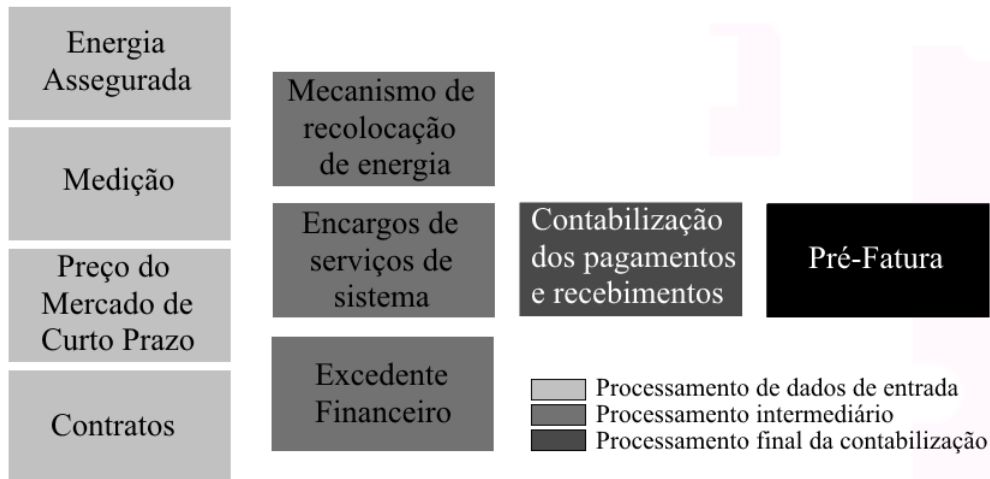 Energia
Assegurada
Medição
Preço do
Mercado de
Curto Prazo
Contratos
Mecanismo de
recolocação
de energia
Encargos de
serviços de
sistema
Excedente
Financeiro
Contabilização
dos pagamentos
e recebimentos
Pré-Fatura
Processamento de dados de entrada
Processamento intermediário
Processamento final da contabilização